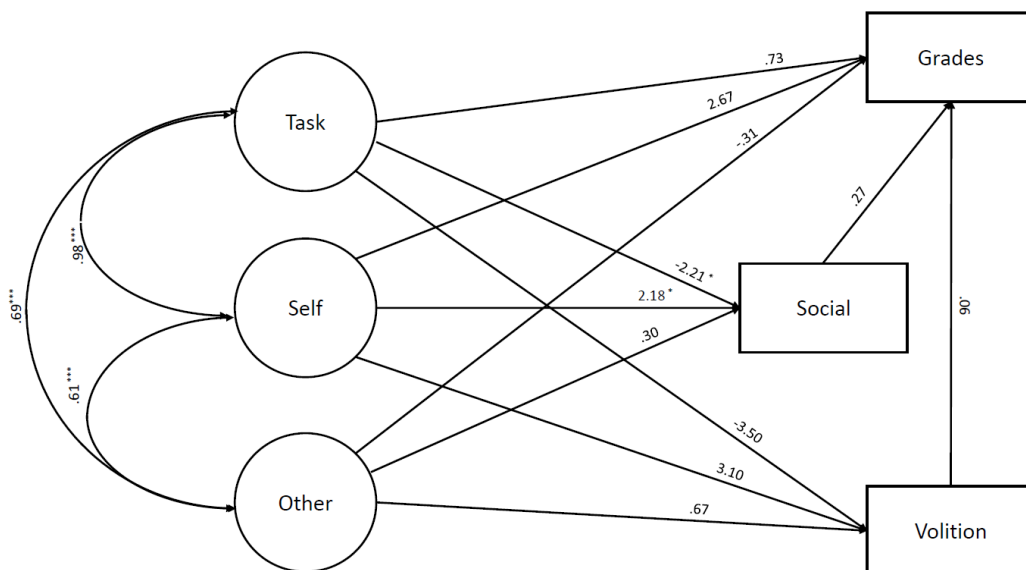 Grades
Task
.73
2.67
-.31
.27
.98***
-2.21*
.69***
Self
2.18*
Social
.06
.30
.61***
-3.50
3.10
Other
.67
Volition